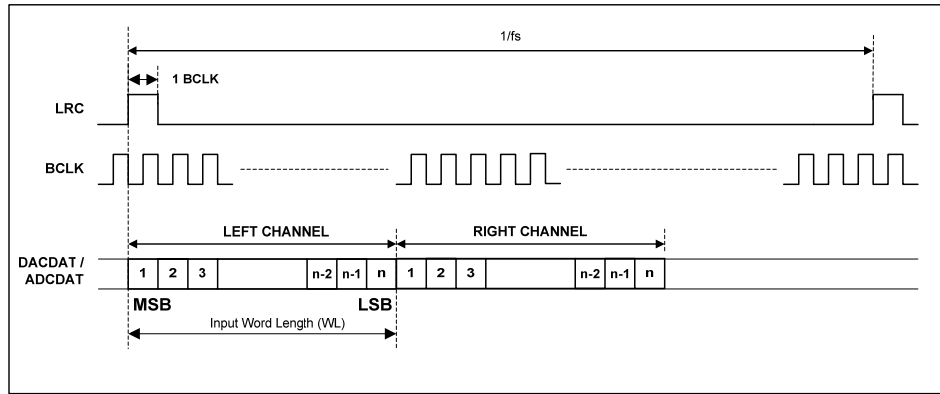 1/fs
1 BCLK
LRC
BCLK
LEFT CHANNEL RIGHT CHANNEL
DACDAT /
ADCDAT
1 2 3 n-2 n-1 n 1 2 3 n-2 n-1 n
MSB LSB
Input Word Length (WL)